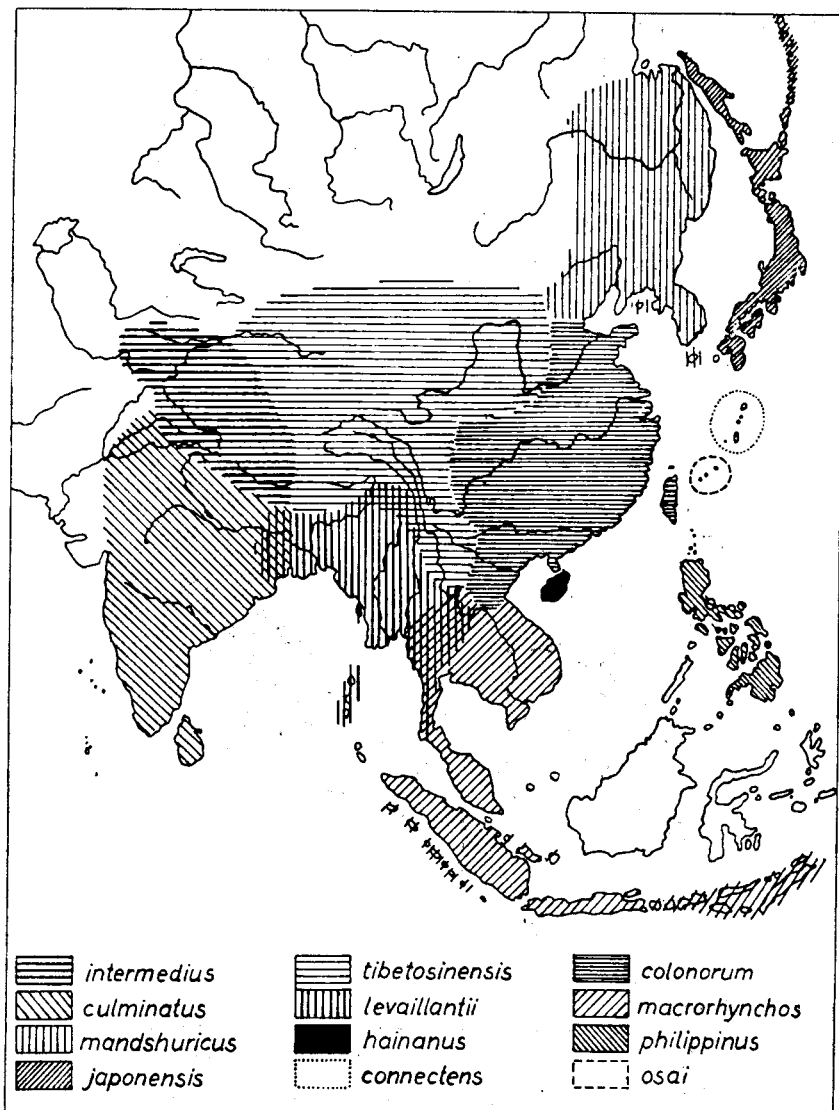 intermedius tibetosinensis colonorum
culminatus levaillantii macrorhynchos
mandshuricus hainanus philippinus
japonensis connectens osai